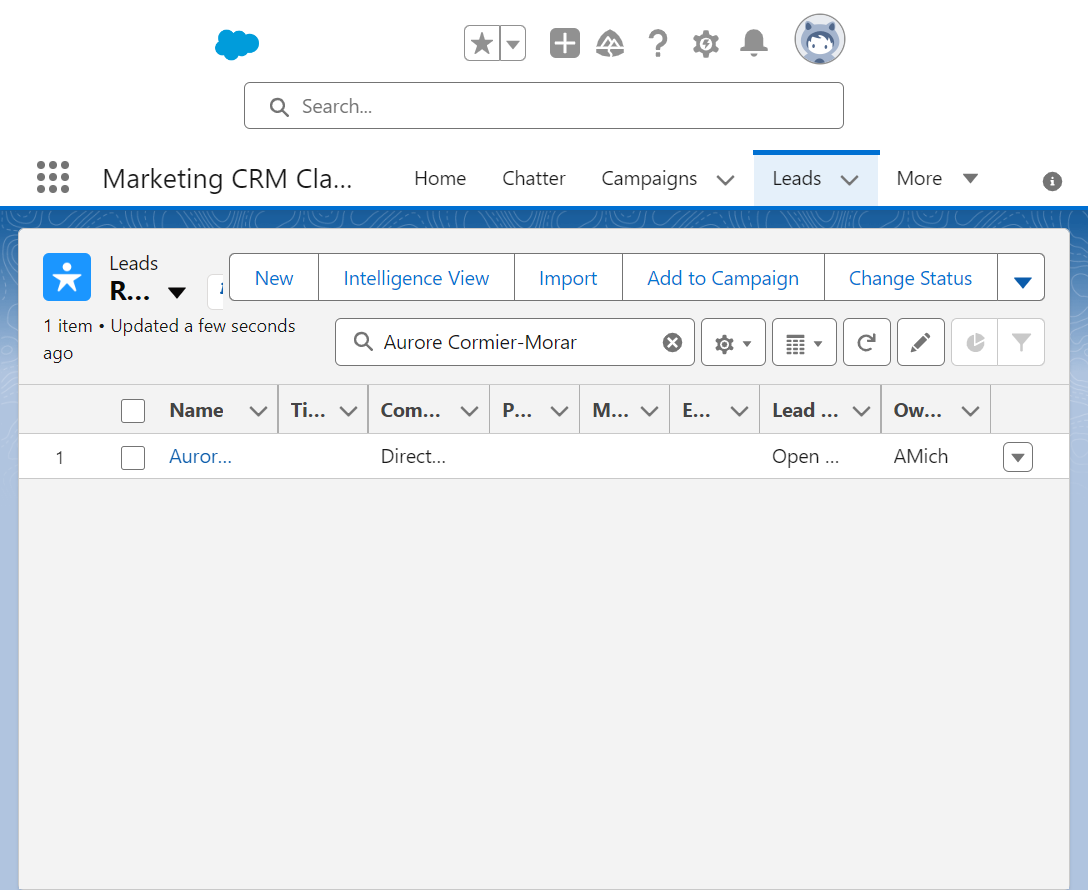 Search...
Marketing CRM Cla...
Home
Chatter
Campaigns
Leads
More
Leads
R...
New
Intelligence View
Import
Add to Campaign
Change Status
1 item • Updated a few seconds
ago
Aurore Cormier-Morar
Name
Ti...
Com...
P...
M...
E...
Lead ...
Ow...
1
Auror...
Direct...
Open ...
AMich